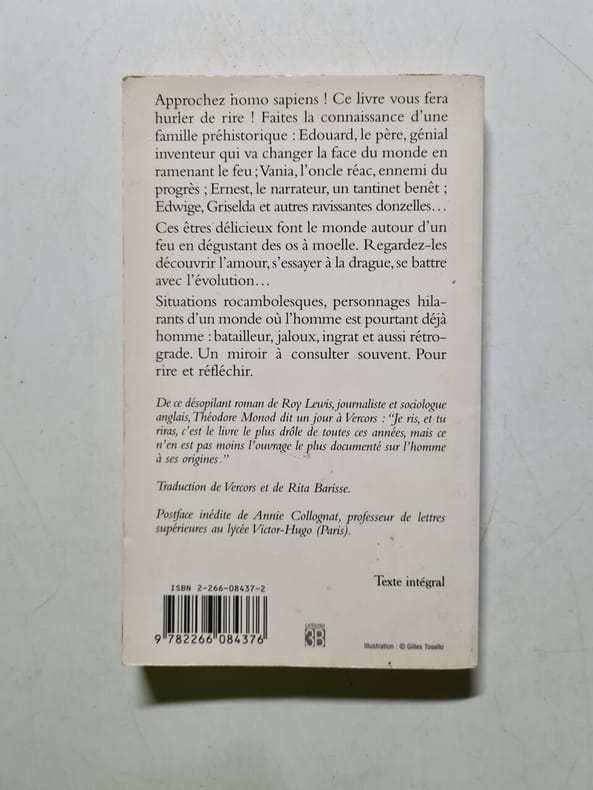 Approchez homo sapiens ! Ce livre vous fera
hurler de rire ! Faites la connaissance d'une
famille préhistorique : Edouard, le père, génial
inventeur qui va changer la face du monde en
ramenant le feu ; Vania, l'oncle réac, ennemi du
progrès ; Ernest, le narrateur, un tantinet benêt ;
Edwige, Griselda et autres ravissantes donzelles…
Ces êtres délicieux font le monde autour d'un
feu en dégustant des os à moelle. Regardez-les
découvrir l'amour, s'essayer à la drague, se battre
avec l'évolution…
Situations rocambolesques, personnages hila-
rants d'un monde où l'homme est pourtant déjà
homme : batailleur, jaloux, ingrat et aussi rétro-
grade. Un miroir à consulter souvent. Pour
rire et réfléchir.
De ce désopilant roman de Roy Lewis, journaliste et sociologue
anglais, Théodore Monod dit un jour à Vercors : "Je ris, et tu
riras, c'est le livre le plus drôle de toutes ces années, mais ce
n'en est pas moins l'ouvrage le plus documenté sur l'homme
à ses origines."
Traduction de Vercors et de Rita Barisse.
Postface inédite de Annie Collognat, professeur de lettres
supérieures au lycée Victor-Hugo (Paris).
Texte intégral
ISBN 2-266-08437-2
9 782266 084376
CATÉGORIE
3B
Illustration : © Gilles Tosello